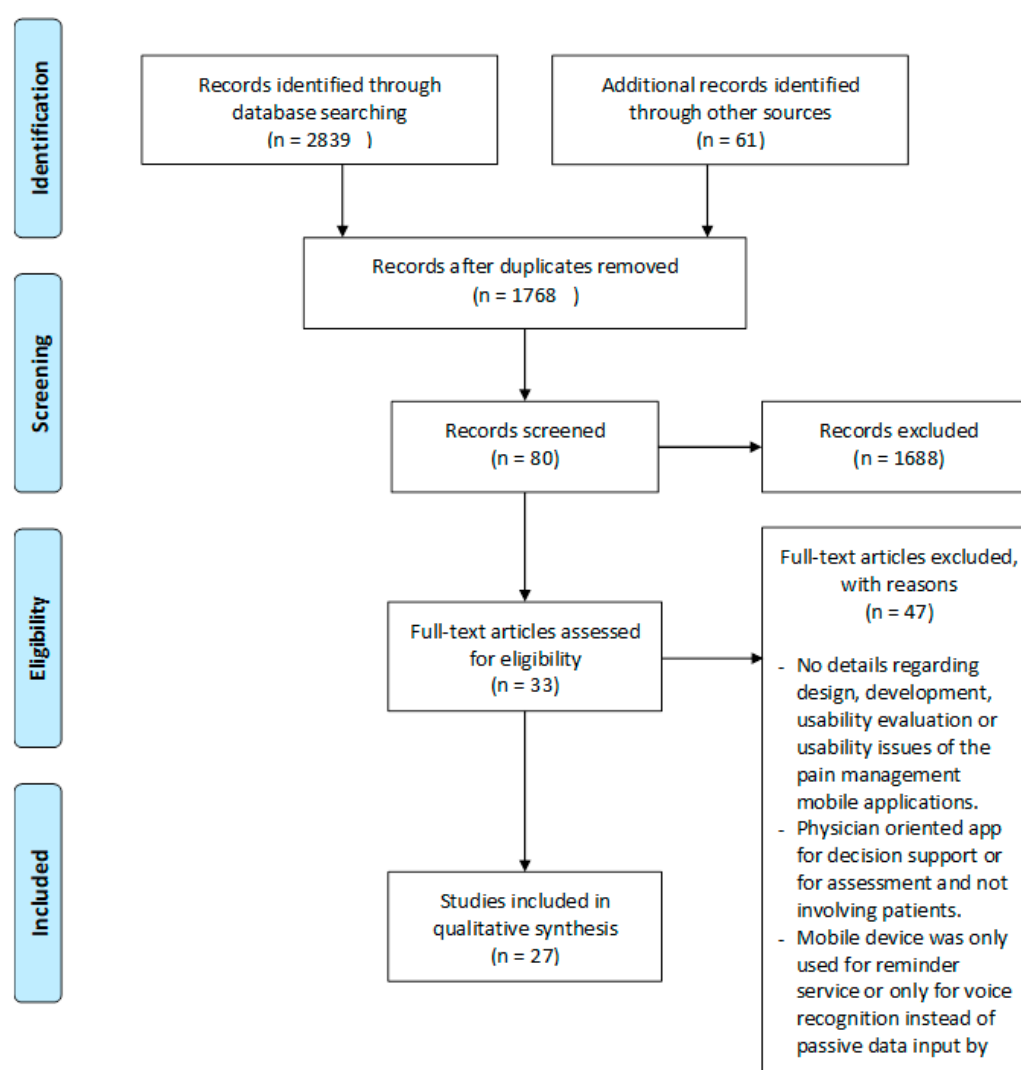 Identification
Records identified through
database searching
(n = 2839   )
Additional records identified
through other sources
(n = 61)
Records after duplicates removed
(n = 1768   )
Screening
Records screened
(n = 80)
Records excluded
(n = 1688)
Eligibility
Full-text articles assessed
for eligibility
(n = 33)
Full-text articles excluded,
with reasons
(n = 47)
- No details regarding
design, development,
usability evaluation or
usability issues of the
pain management
mobile applications.
- Physician oriented app
for decision support or
for assessment and not
involving patients.
- Mobile device was only
used for reminder
service or only for voice
recognition instead of
passive data input by
Included
Studies included in
qualitative synthesis
(n = 27)